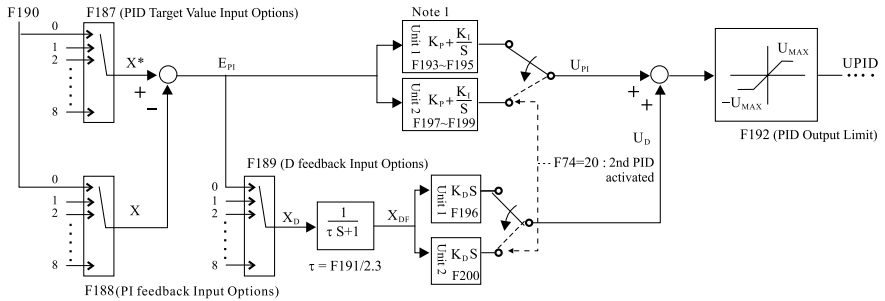 F190
F187 (PID Target Value Input Options)
0
1
2
8
X*
+
−
E_PI
Note 1
Unit 1
K_P + K_I/S
F193~F195
Unit 2
K_P + K_I/S
F197~F199
U_PI
+
+
U_D
U_MAX
−U_MAX
UPID
F192 (PID Output Limit)
F74=20 : 2nd PID
activated
0
1
2
8
X
F188 (PI feedback Input Options)
F189 (D feedback Input Options)
0
1
2
8
X_D
1
τ S+1
τ = F191/2.3
X_DF
Unit 1
K_D S
F196
Unit 2
K_D S
F200